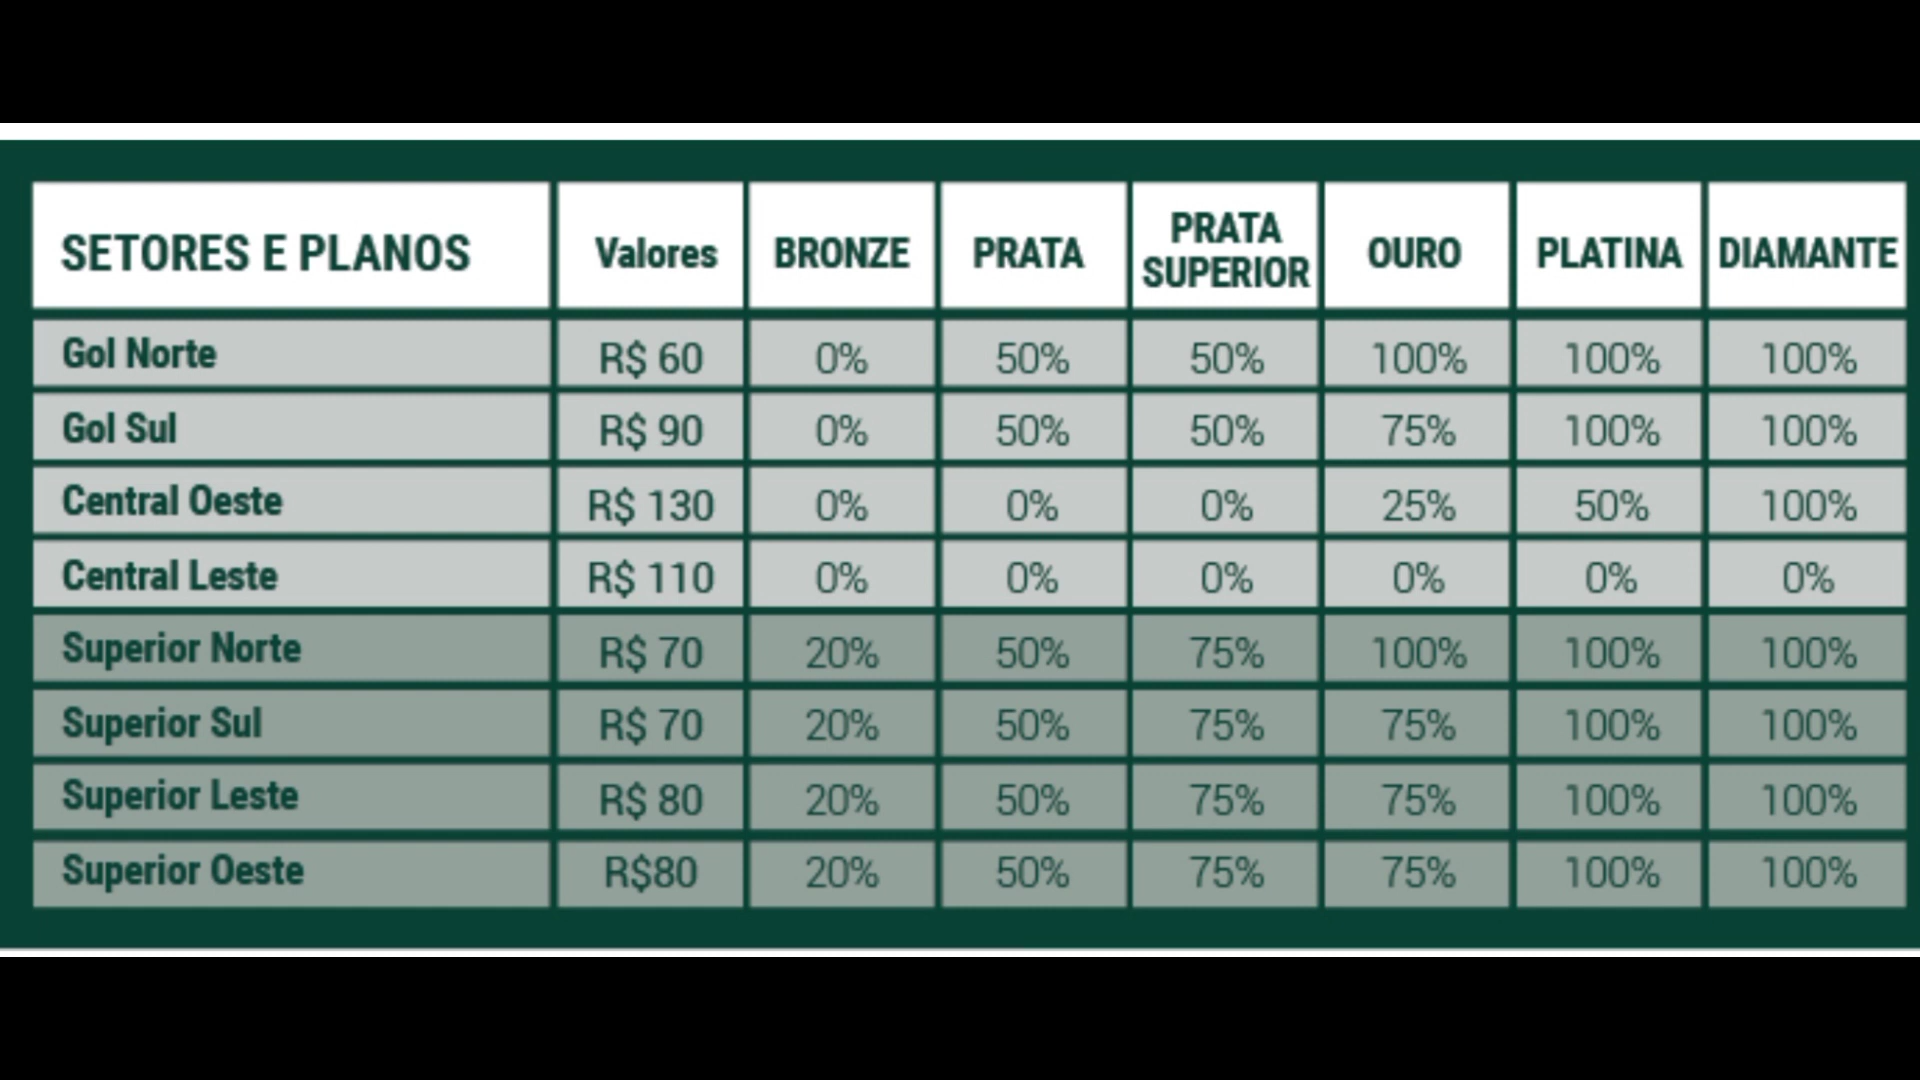 SETORES E PLANOS Valores BRONZE PRATA PRATA SUPERIOR OURO PLATINA DIAMANTE
Gol Norte R$ 60 0% 50% 50% 100% 100% 100%
Gol Sul R$ 90 0% 50% 50% 75% 100% 100%
Central Oeste R$ 130 0% 0% 0% 25% 50% 100%
Central Leste R$ 110 0% 0% 0% 0% 0% 0%
Superior Norte R$ 70 20% 50% 75% 100% 100% 100%
Superior Sul R$ 70 20% 50% 75% 75% 100% 100%
Superior Leste R$ 80 20% 50% 75% 75% 100% 100%
Superior Oeste R$80 20% 50% 75% 75% 100% 100%